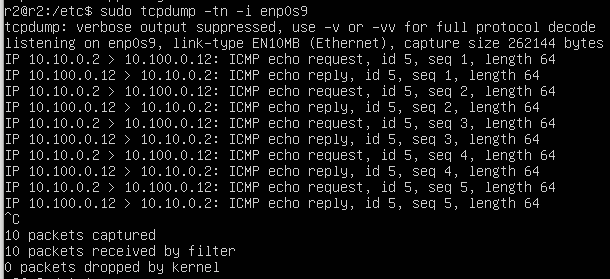 r2@r2:/etc$ sudo tcpdump -tn -i enp0s9
tcpdump: verbose output suppressed, use -v or -vv for full protocol decode
listening on enp0s9, link-type EN10MB (Ethernet), capture size 262144 bytes
IP 10.10.0.2 > 10.100.0.12: ICMP echo request, id 5, seq 1, length 64
IP 10.100.0.12 > 10.10.0.2: ICMP echo reply, id 5, seq 1, length 64
IP 10.10.0.2 > 10.100.0.12: ICMP echo request, id 5, seq 2, length 64
IP 10.100.0.12 > 10.10.0.2: ICMP echo reply, id 5, seq 2, length 64
IP 10.10.0.2 > 10.100.0.12: ICMP echo request, id 5, seq 3, length 64
IP 10.100.0.12 > 10.10.0.2: ICMP echo reply, id 5, seq 3, length 64
IP 10.10.0.2 > 10.100.0.12: ICMP echo request, id 5, seq 4, length 64
IP 10.100.0.12 > 10.10.0.2: ICMP echo reply, id 5, seq 4, length 64
IP 10.10.0.2 > 10.100.0.12: ICMP echo request, id 5, seq 5, length 64
IP 10.100.0.12 > 10.10.0.2: ICMP echo reply, id 5, seq 5, length 64
^C
10 packets captured
10 packets received by filter
0 packets dropped by kernel